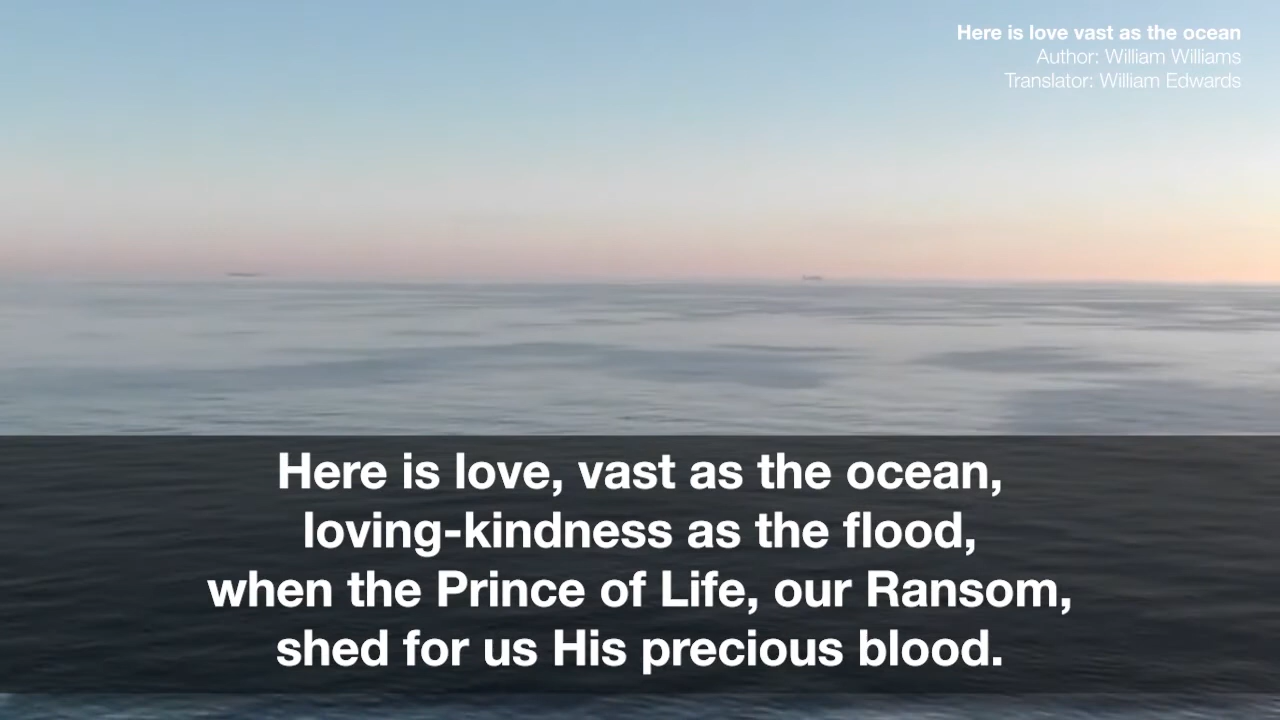 Here is love vast as the ocean
Author: William Williams
Translator: William Edwards
Here is love, vast as the ocean,
loving-kindness as the flood,
when the Prince of Life, our Ransom,
shed for us His precious blood.